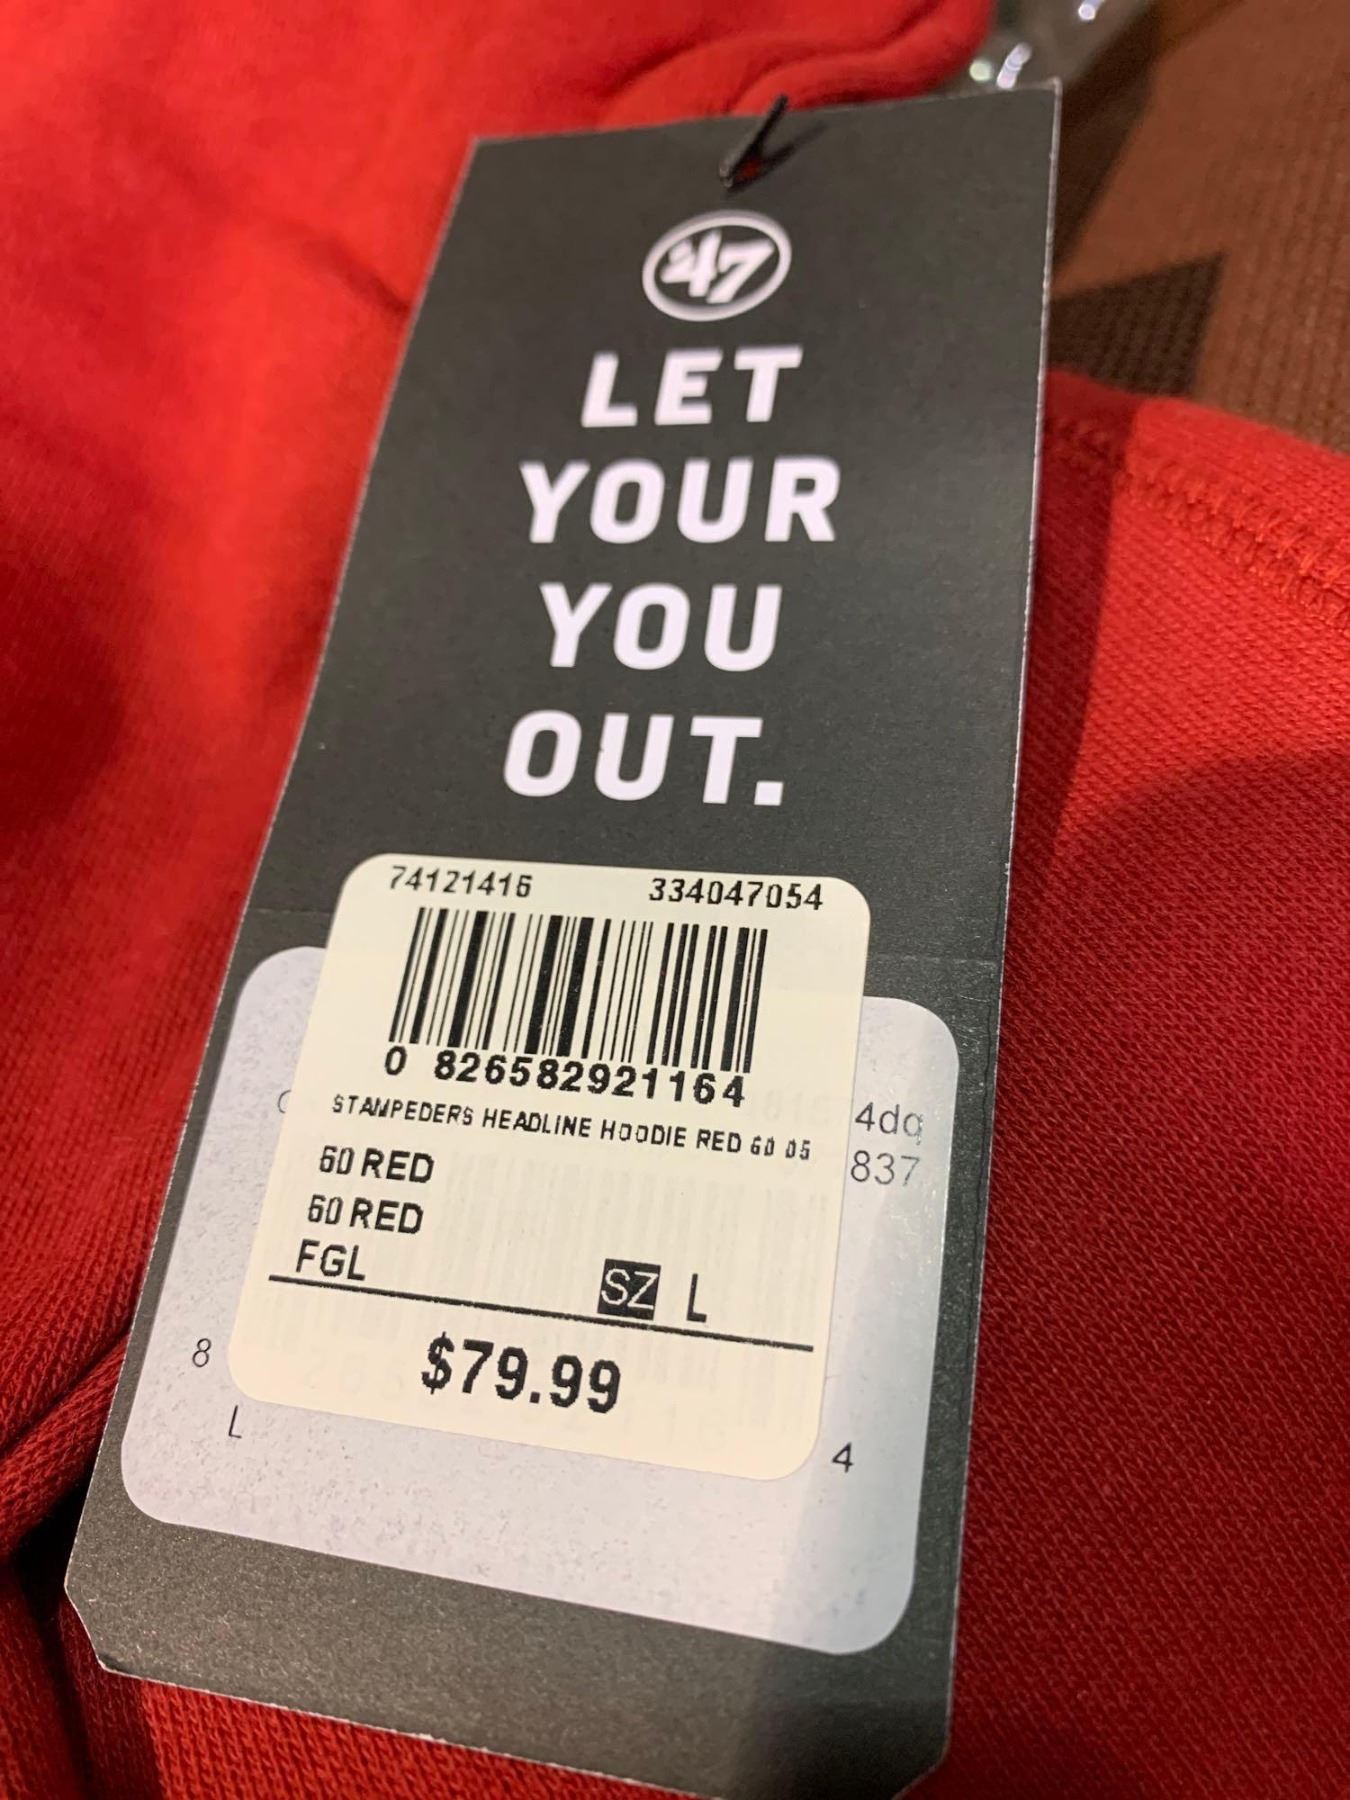 47
LET
YOUR
YOU
OUT.
74121416 334047054
0 826582921164
STAMPEDERS HEADLINE HOODIE RED 60 05
4dq
837
60 RED
60 RED
FGL
SZ L
8
$79.99
L
4